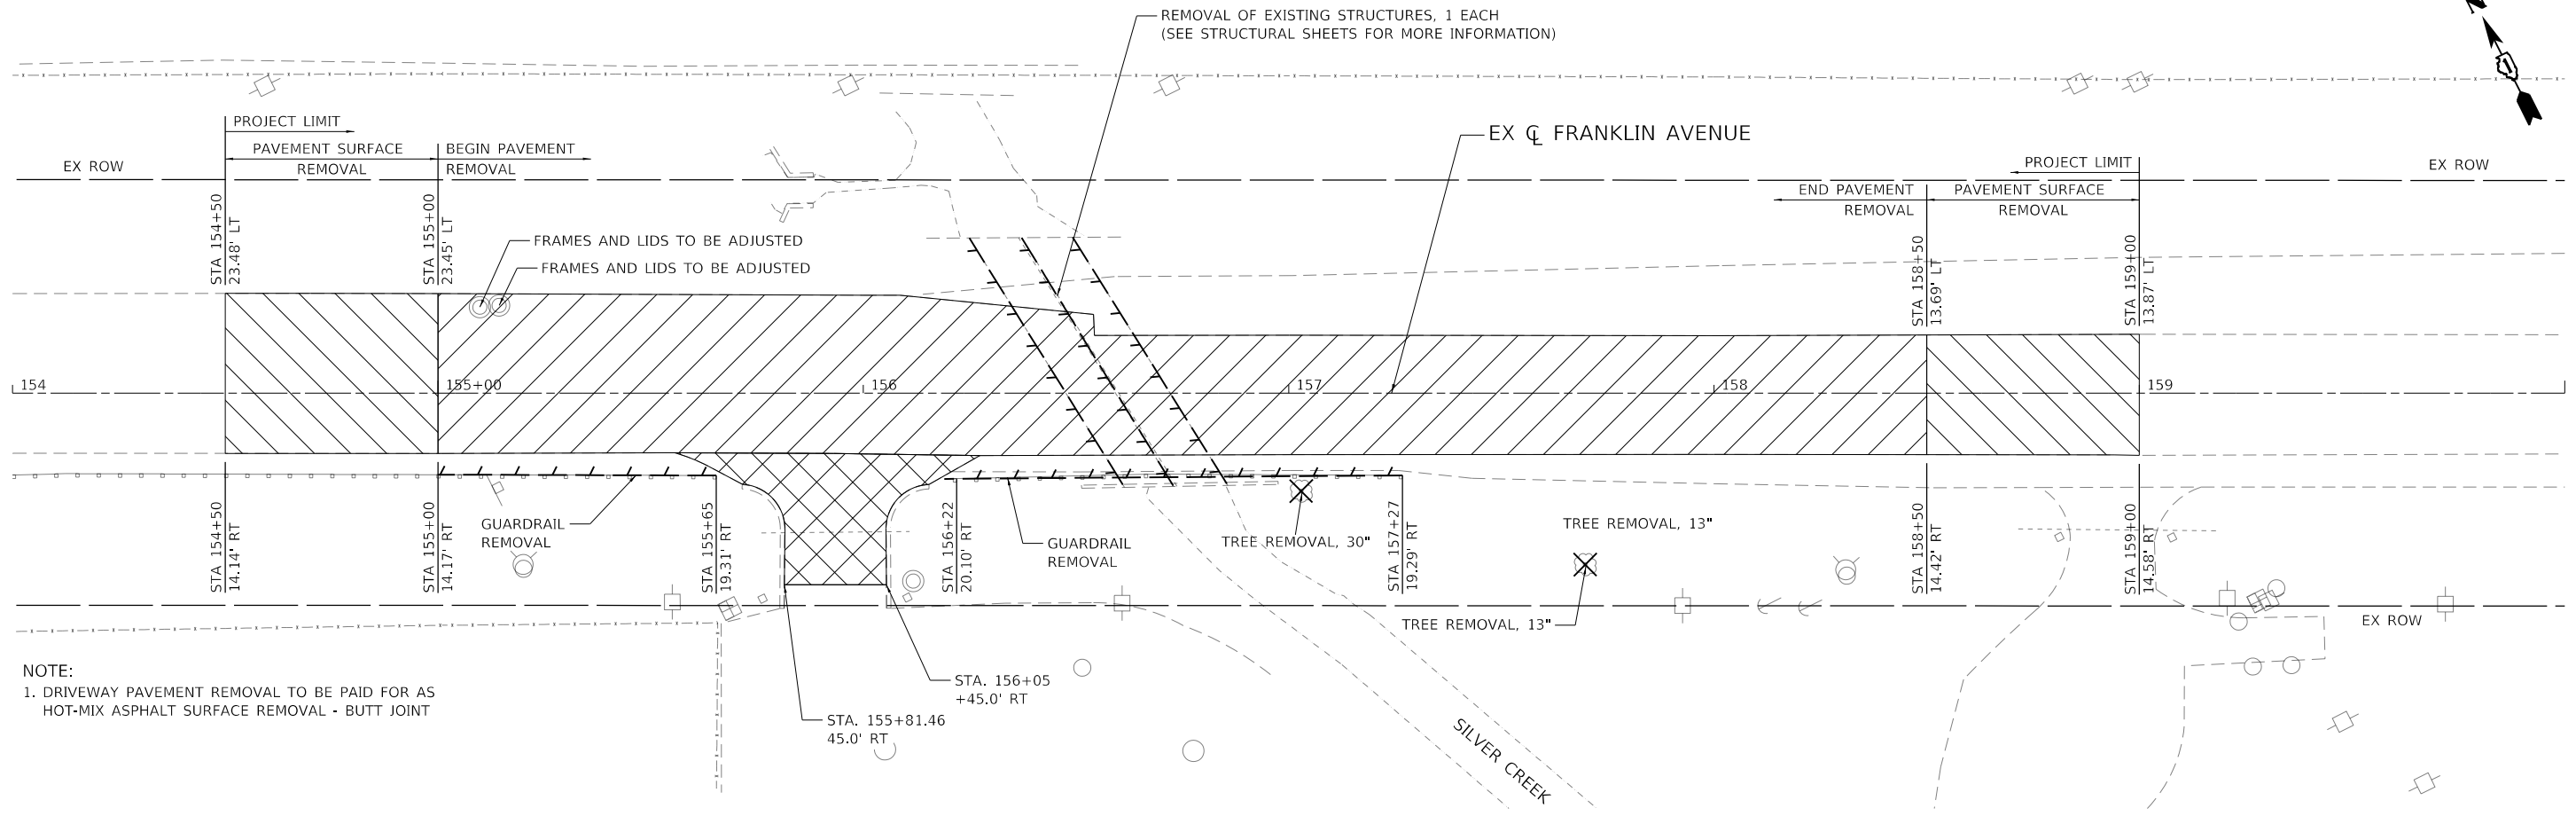 REMOVAL OF EXISTING STRUCTURES, 1 EACH
(SEE STRUCTURAL SHEETS FOR MORE INFORMATION)
N
PROJECT LIMIT
PAVEMENT SURFACE
REMOVAL
BEGIN PAVEMENT
REMOVAL
EX ROW
EX ℄ FRANKLIN AVENUE
PROJECT LIMIT
EX ROW
END PAVEMENT
REMOVAL
PAVEMENT SURFACE
REMOVAL
STA 154+50
23.48' LT
STA 155+00
23.45' LT
FRAMES AND LIDS TO BE ADJUSTED
FRAMES AND LIDS TO BE ADJUSTED
STA 158+50
13.69' LT
STA 159+00
13.87' LT
154
155+00
156
157
158
159
STA 154+50
14.14' RT
STA 155+00
14.17' RT
GUARDRAIL
REMOVAL
STA 155+65
19.31' RT
STA 156+22
20.10' RT
GUARDRAIL
REMOVAL
TREE REMOVAL, 30"
STA 157+27
19.29' RT
TREE REMOVAL, 13"
TREE REMOVAL, 13"
STA 158+50
14.42' RT
STA 159+00
14.58' RT
EX ROW
NOTE:
1. DRIVEWAY PAVEMENT REMOVAL TO BE PAID FOR AS
HOT-MIX ASPHALT SURFACE REMOVAL - BUTT JOINT
STA. 156+05
+45.0' RT
STA. 155+81.46
45.0' RT
SILVER CREEK